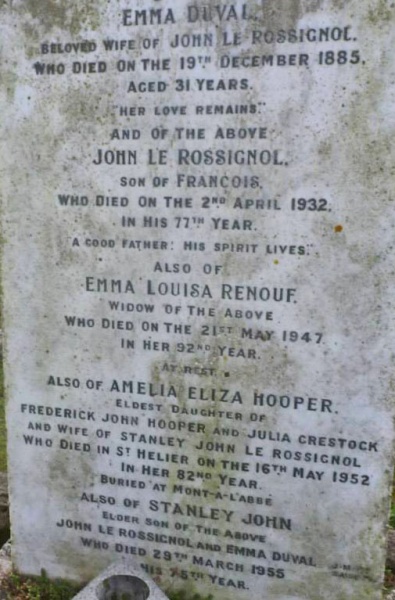 EMMA DUVAL.
BELOVED WIFE OF JOHN LE ROSSIGNOL.
WHO DIED ON THE 19TH DECEMBER 1885.
AGED 31 YEARS.
"HER LOVE REMAINS."
AND OF THE ABOVE
JOHN LE ROSSIGNOL.
SON OF FRANCOIS.
WHO DIED ON THE 2ND APRIL 1932.
IN HIS 77TH YEAR.
"A GOOD FATHER: HIS SPIRIT LIVES."
ALSO OF
EMMA LOUISA RENOUF.
WIDOW OF THE ABOVE
WHO DIED ON THE 21ST MAY 1947
IN HER 92ND YEAR.
AT REST
ALSO OF AMELIA ELIZA HOOPER.
ELDEST DAUGHTER OF
FREDERICK JOHN HOOPER AND JULIA GRESTOCK
AND WIFE OF STANLEY JOHN LE ROSSIGNOL
WHO DIED IN ST HELIER ON THE 16TH MAY 1952
IN HER 82ND YEAR.
BURIED AT MONT-A-L'ABBÉ
ALSO OF STANLEY JOHN
ELDER SON OF THE ABOVE
JOHN LE ROSSIGNOL AND EMMA DUVAL
WHO DIED 29TH MARCH 1955
HIS 75TH YEAR.